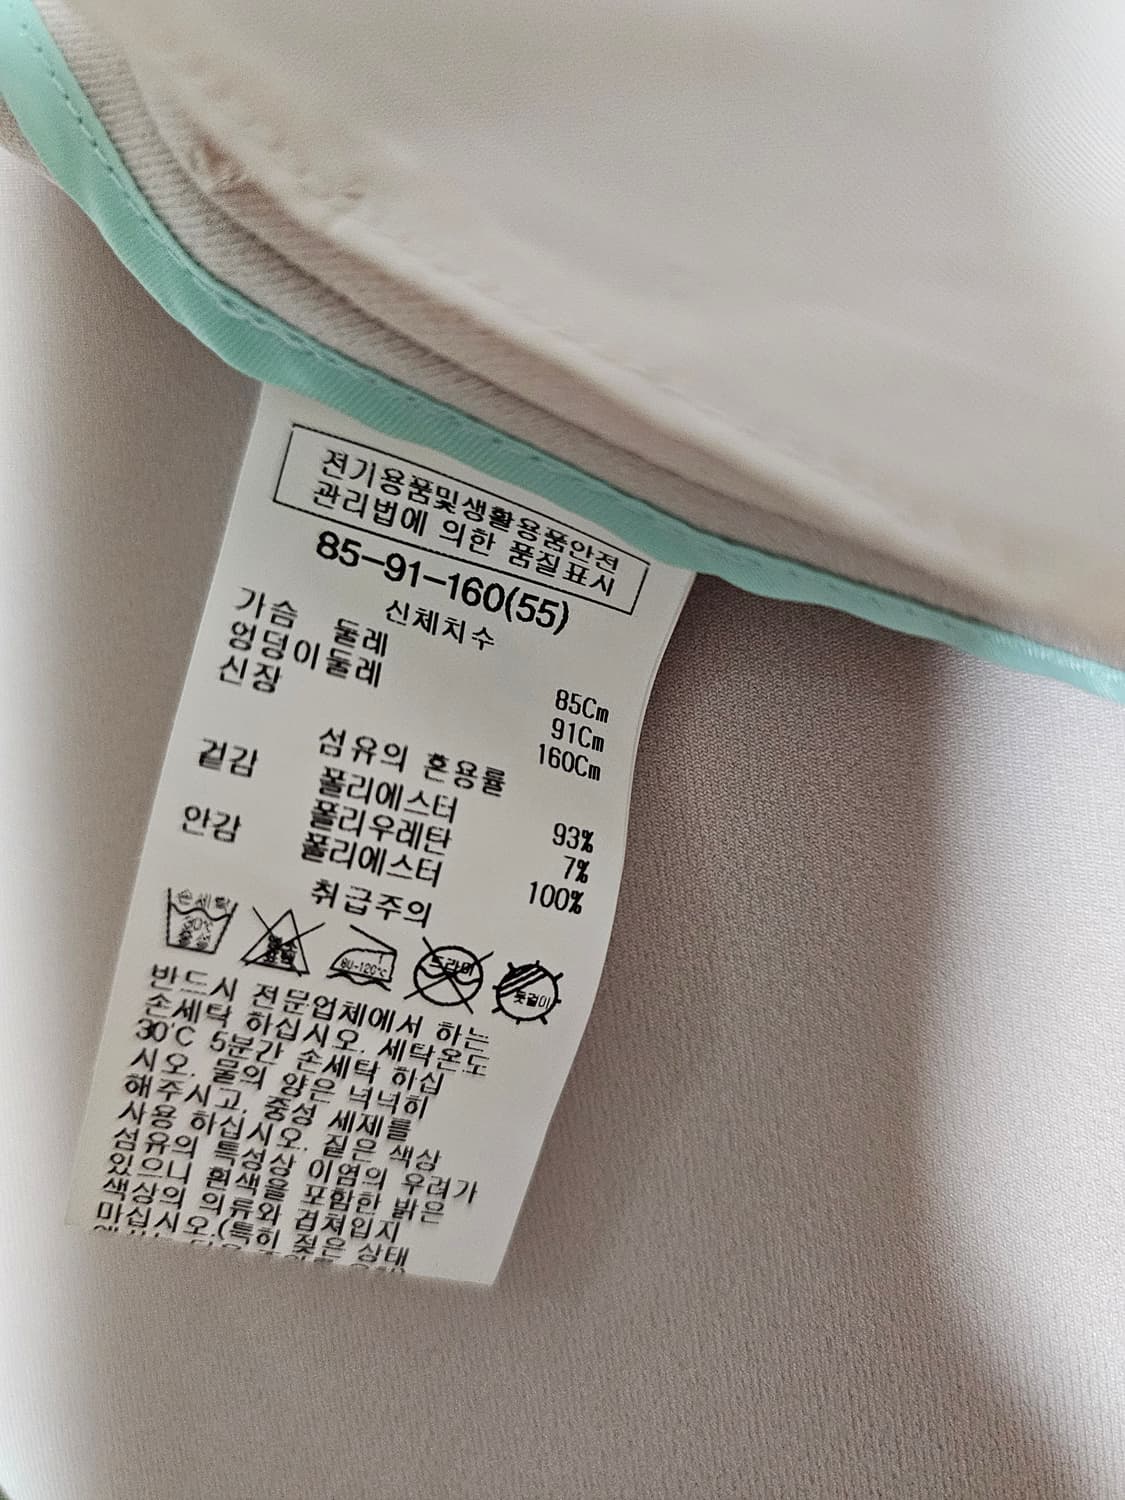 전기용품및생활용품안전
관리법에 의한 품질표시
85-91-160(55)
신체치수
가슴 둘레 85Cm
엉덩이둘레 91Cm
신장 160Cm
섬유의 혼용률
겉감 폴리에스터 93%
폴리우레탄 7%
안감 폴리에스터 100%
취급주의
손세탁
30℃
중성
염소
표백
80-120℃
드라이
옷걸이
반드시 전문업체에서 하는
손세탁 하십시오. 세탁온도
30℃ 5분간 손세탁 하십
시오. 물의 양은 넉넉히
해주시고, 중성 세제를
사용 하십시오. 짙은 색상
섬유의 특성상 이염의 우려가
있으니 흰색을 포함한 밝은
색상의 의류와 겹쳐입지
마십시오.(특히 젖은 상태